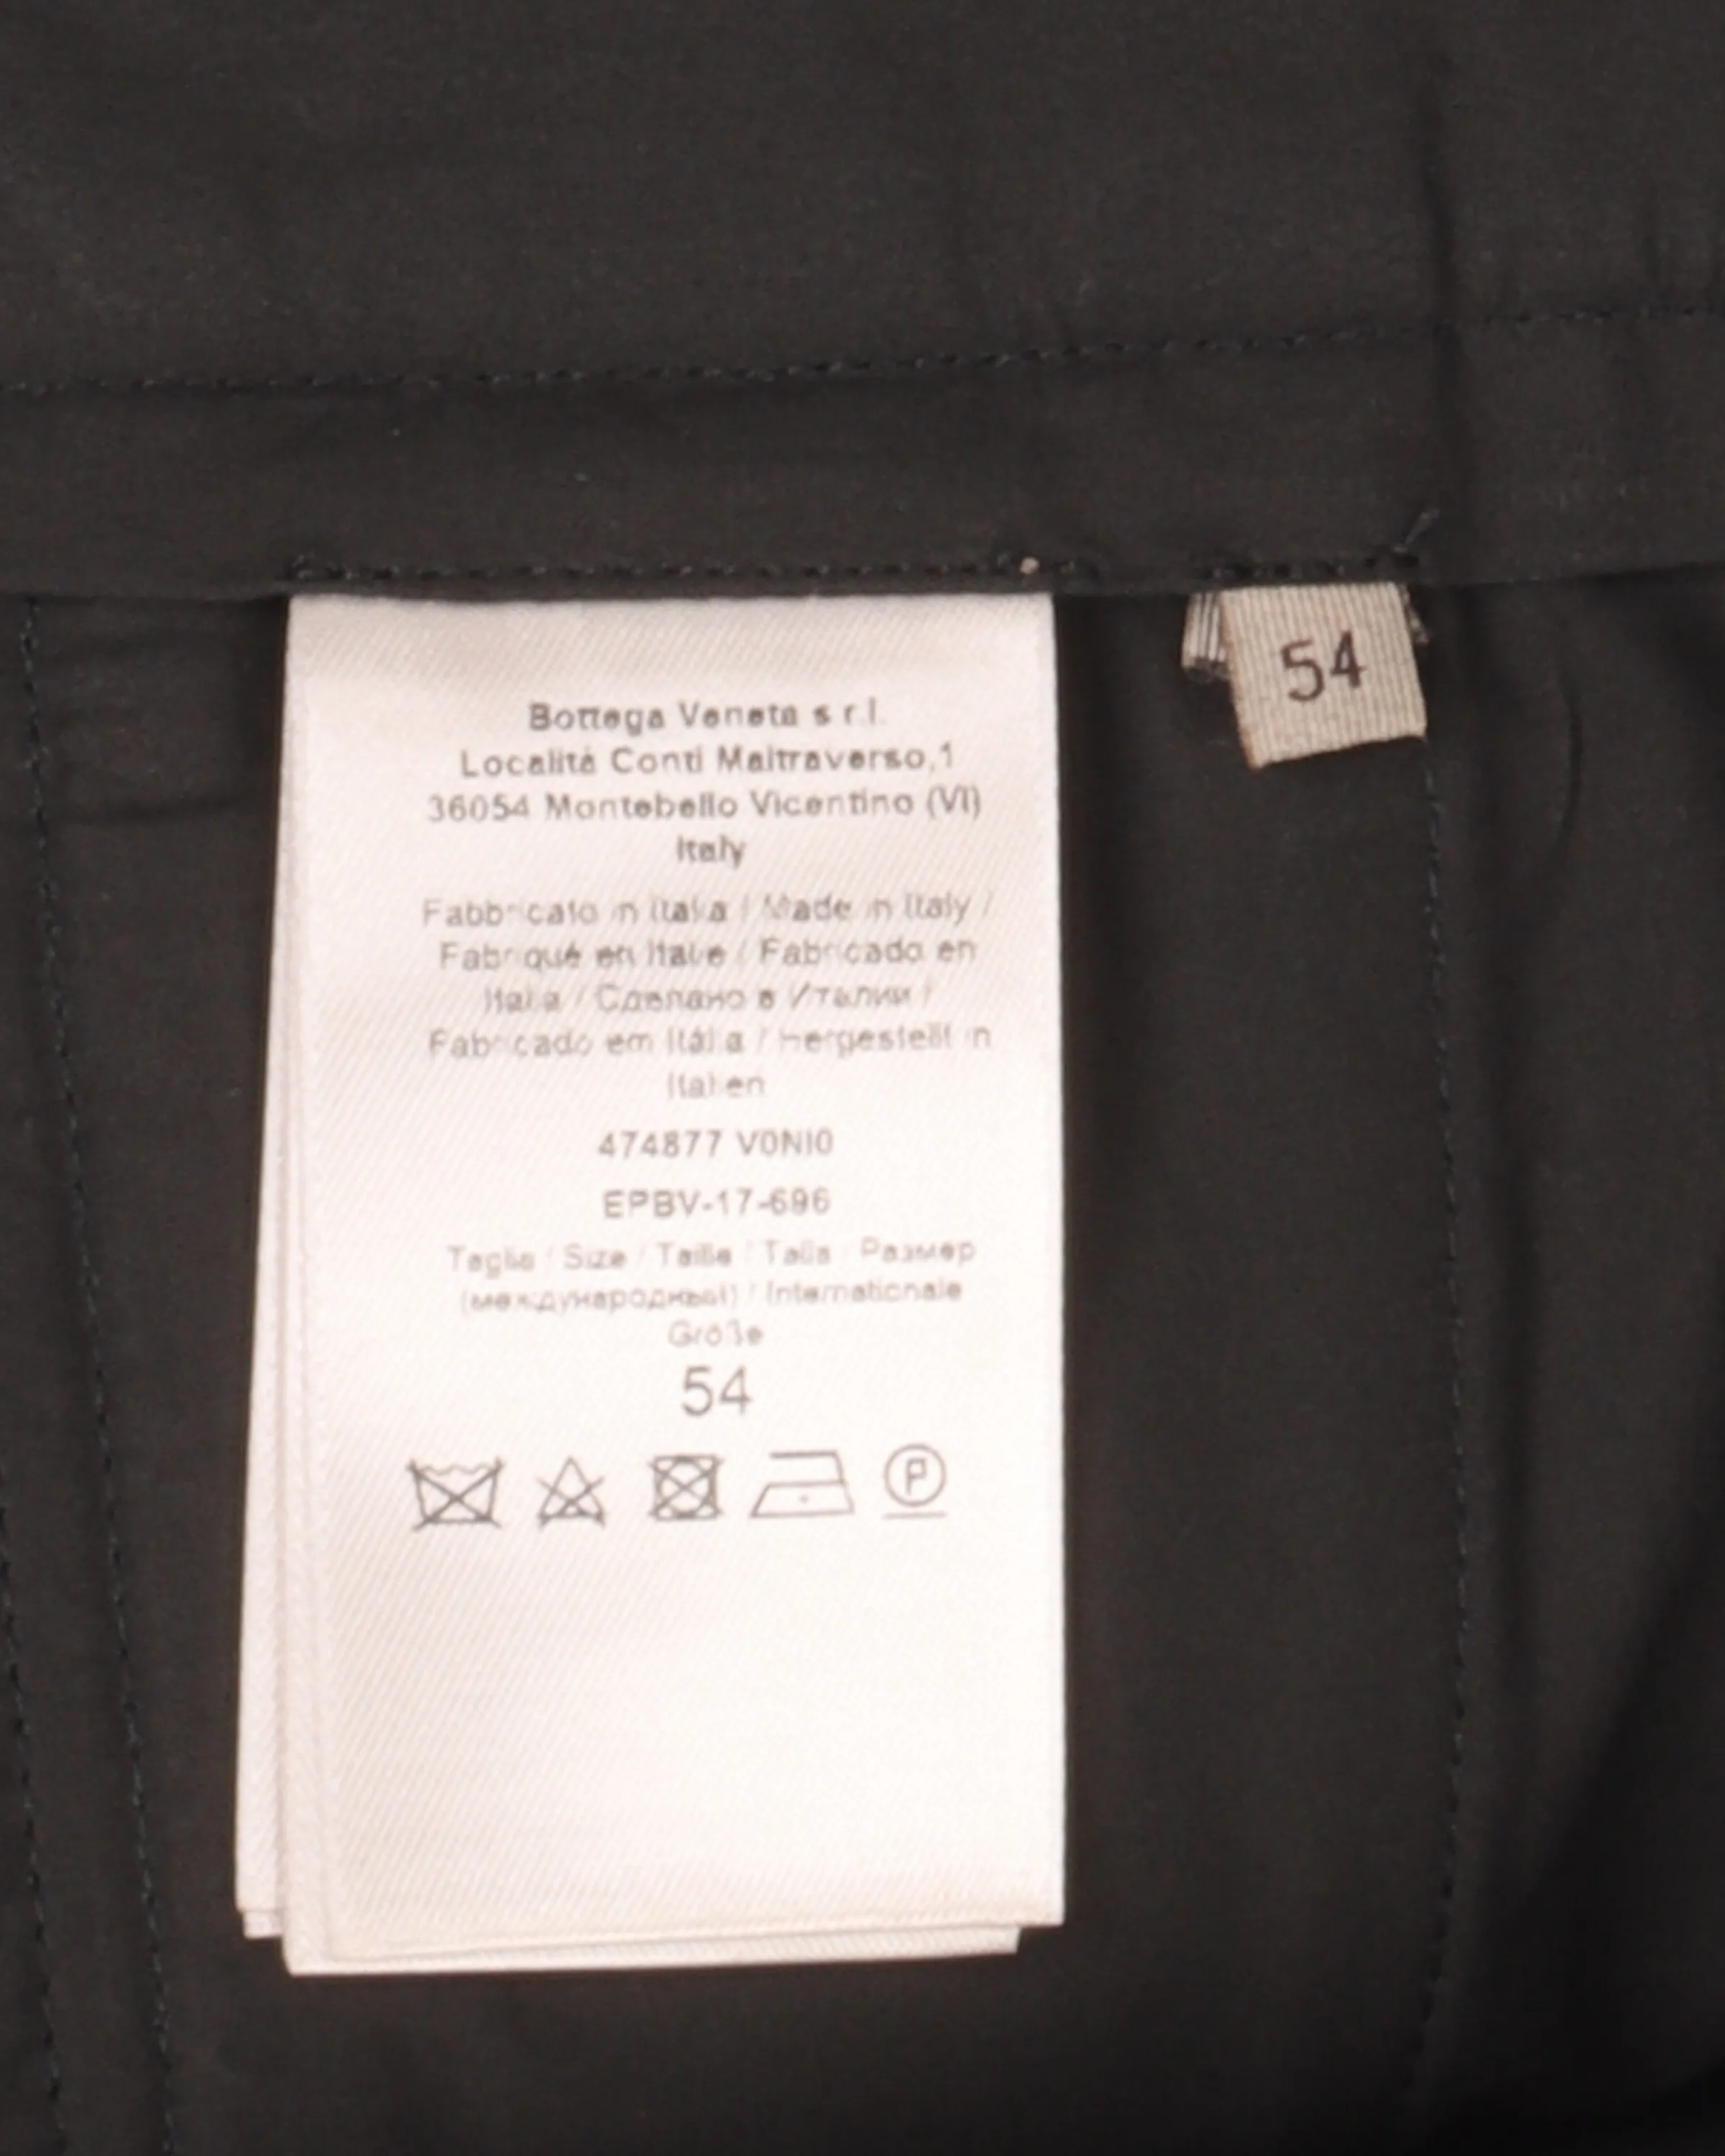 Bottega Veneta s.r.l.
Località Conti Maltraverso,1
36054 Montebello Vicentino (VI)
Italy
Fabbricato in Italia / Made in Italy /
Fabriqué en Italie / Fabricado en
Italia / Сделано в Италии /
Fabricado em Itália / Hergestellt in
Italien
474877 V0NI0
EPBV-17-696
Taglia / Size / Taille / Talla / Размер
(международный) / Internationale
Größe
54
P
54